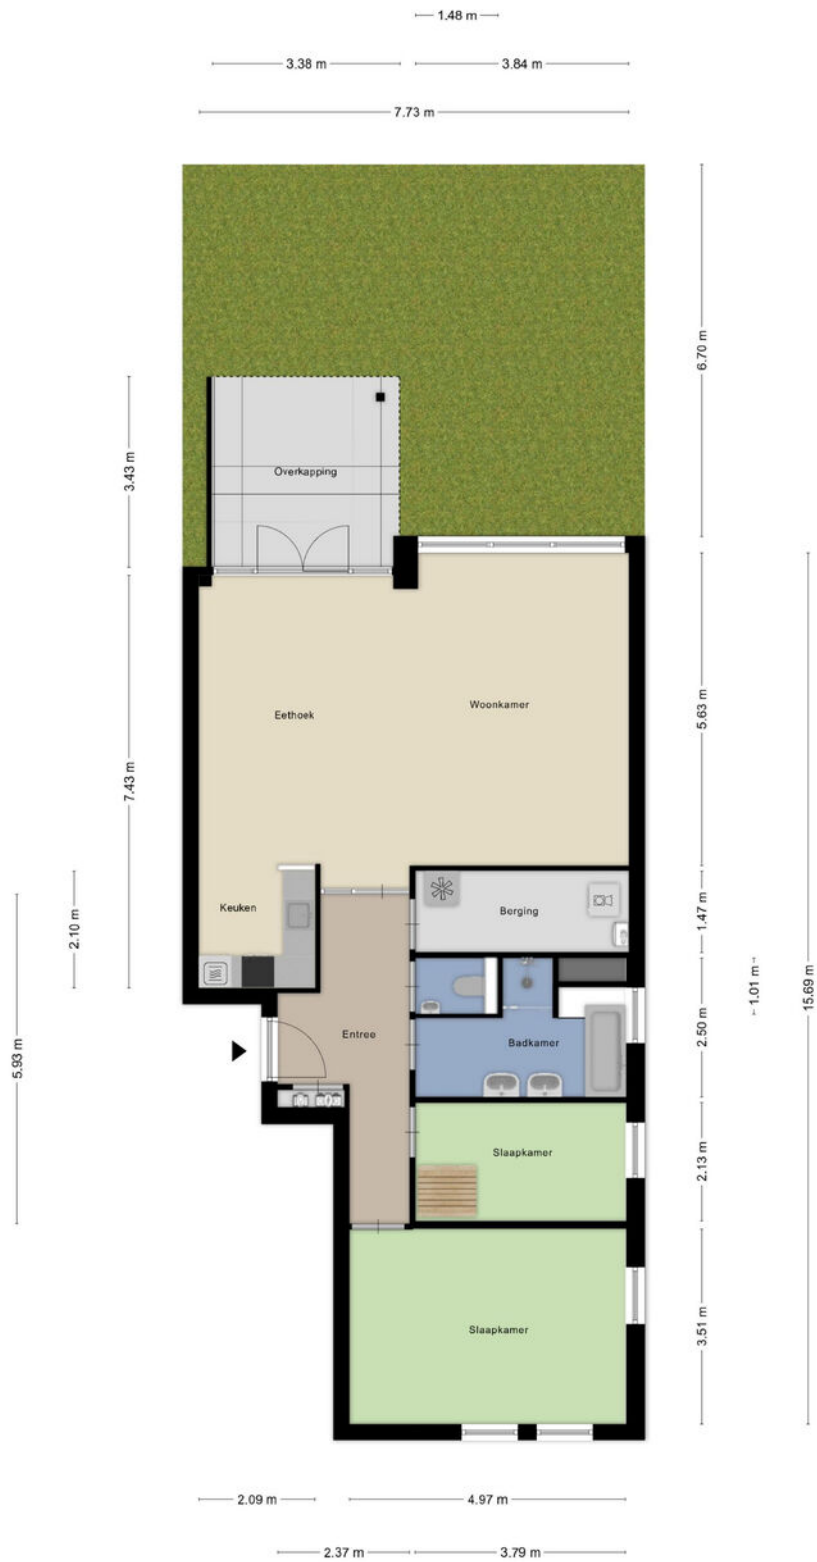 1.48 m
3.38 m
3.84 m
7.73 m
6.70 m
3.43 m
Overkapping
Woonkamer
Eethoek
5.63 m
7.43 m
Keuken
Berging
1.47 m
2.10 m
1.01 m
15.69 m
Entree
Badkamer
2.50 m
5.93 m
Slaapkamer
2.13 m
Slaapkamer
3.51 m
2.09 m
4.97 m
2.37 m
3.79 m